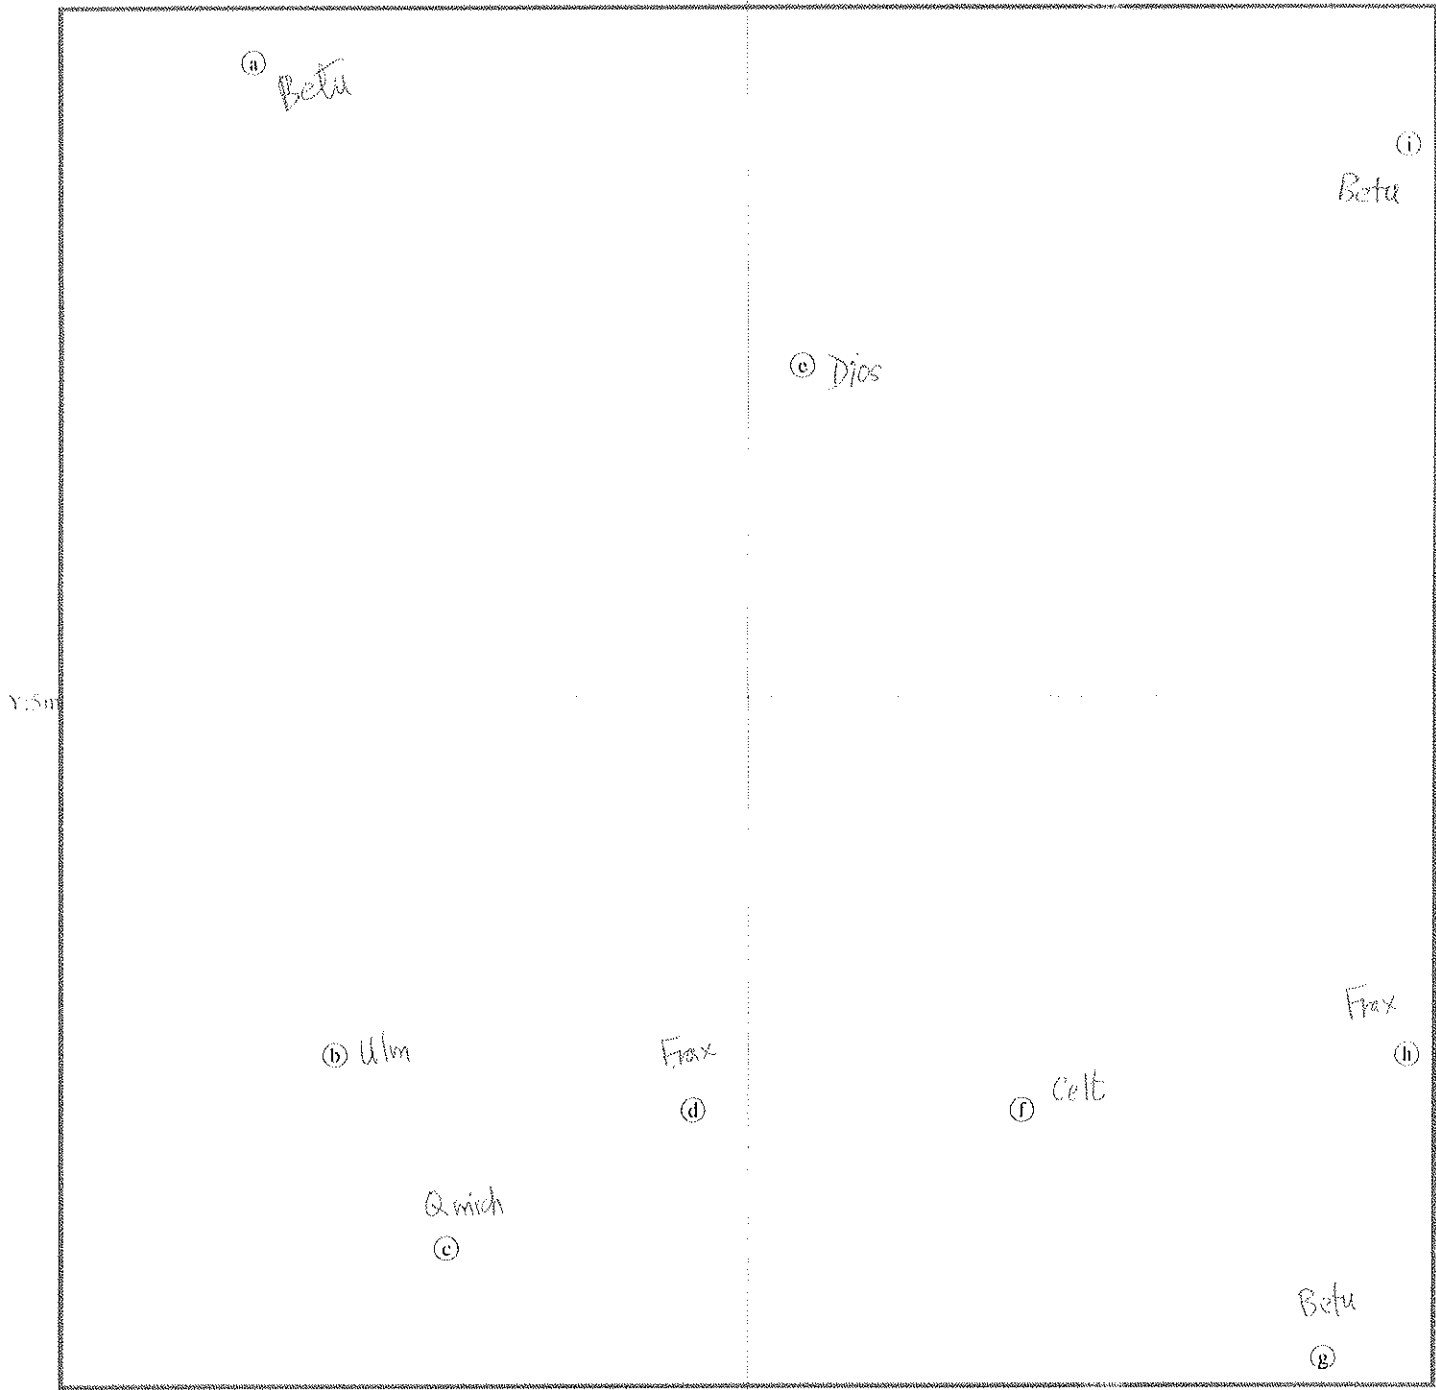 a
Betu
i
Betu
e Dios
Y:5m
Frax
h
b Ulm
Frax
d
Celt
f
Q mich
c
Betu
g